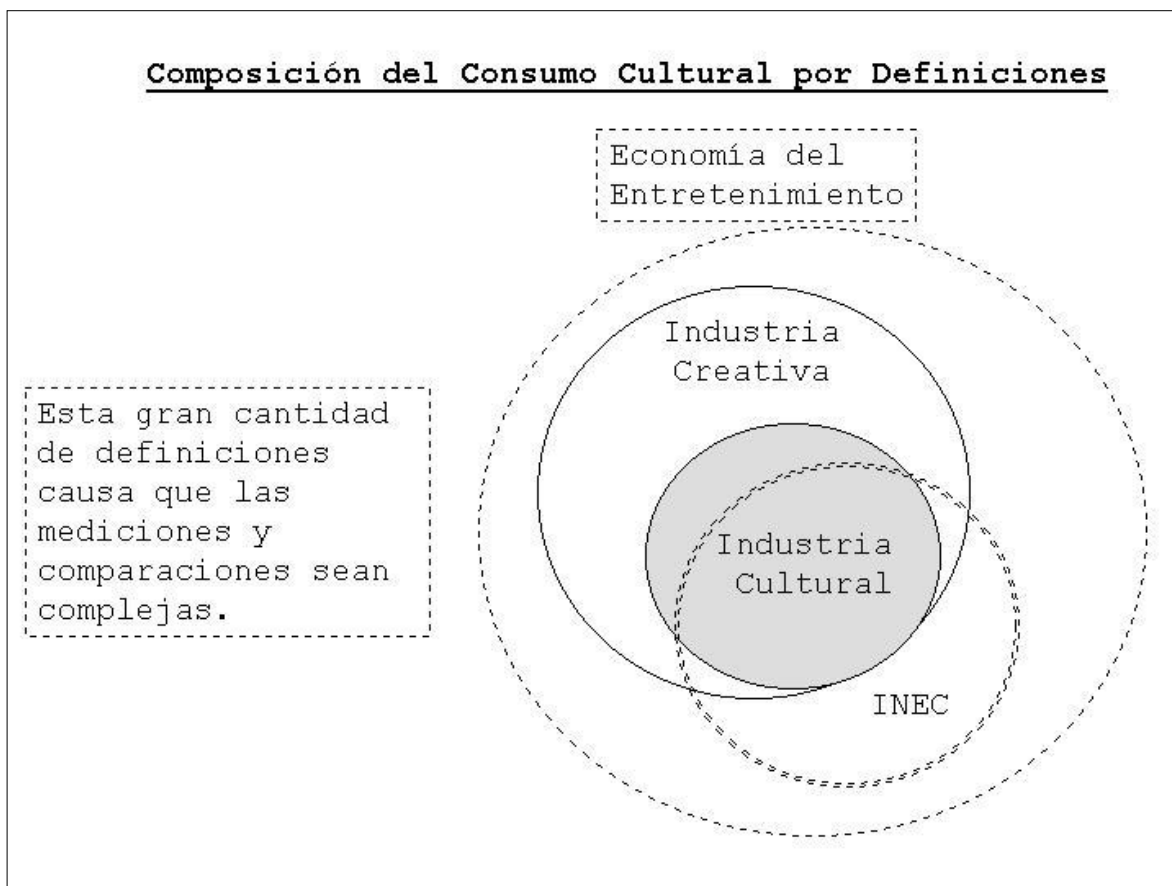 Composición del Consumo Cultural por Definiciones
Economía del
Entretenimiento
Industria
Creativa
Esta gran cantidad
de definiciones
causa que las
mediciones y
comparaciones sean
complejas.
Industria
Cultural
INEC